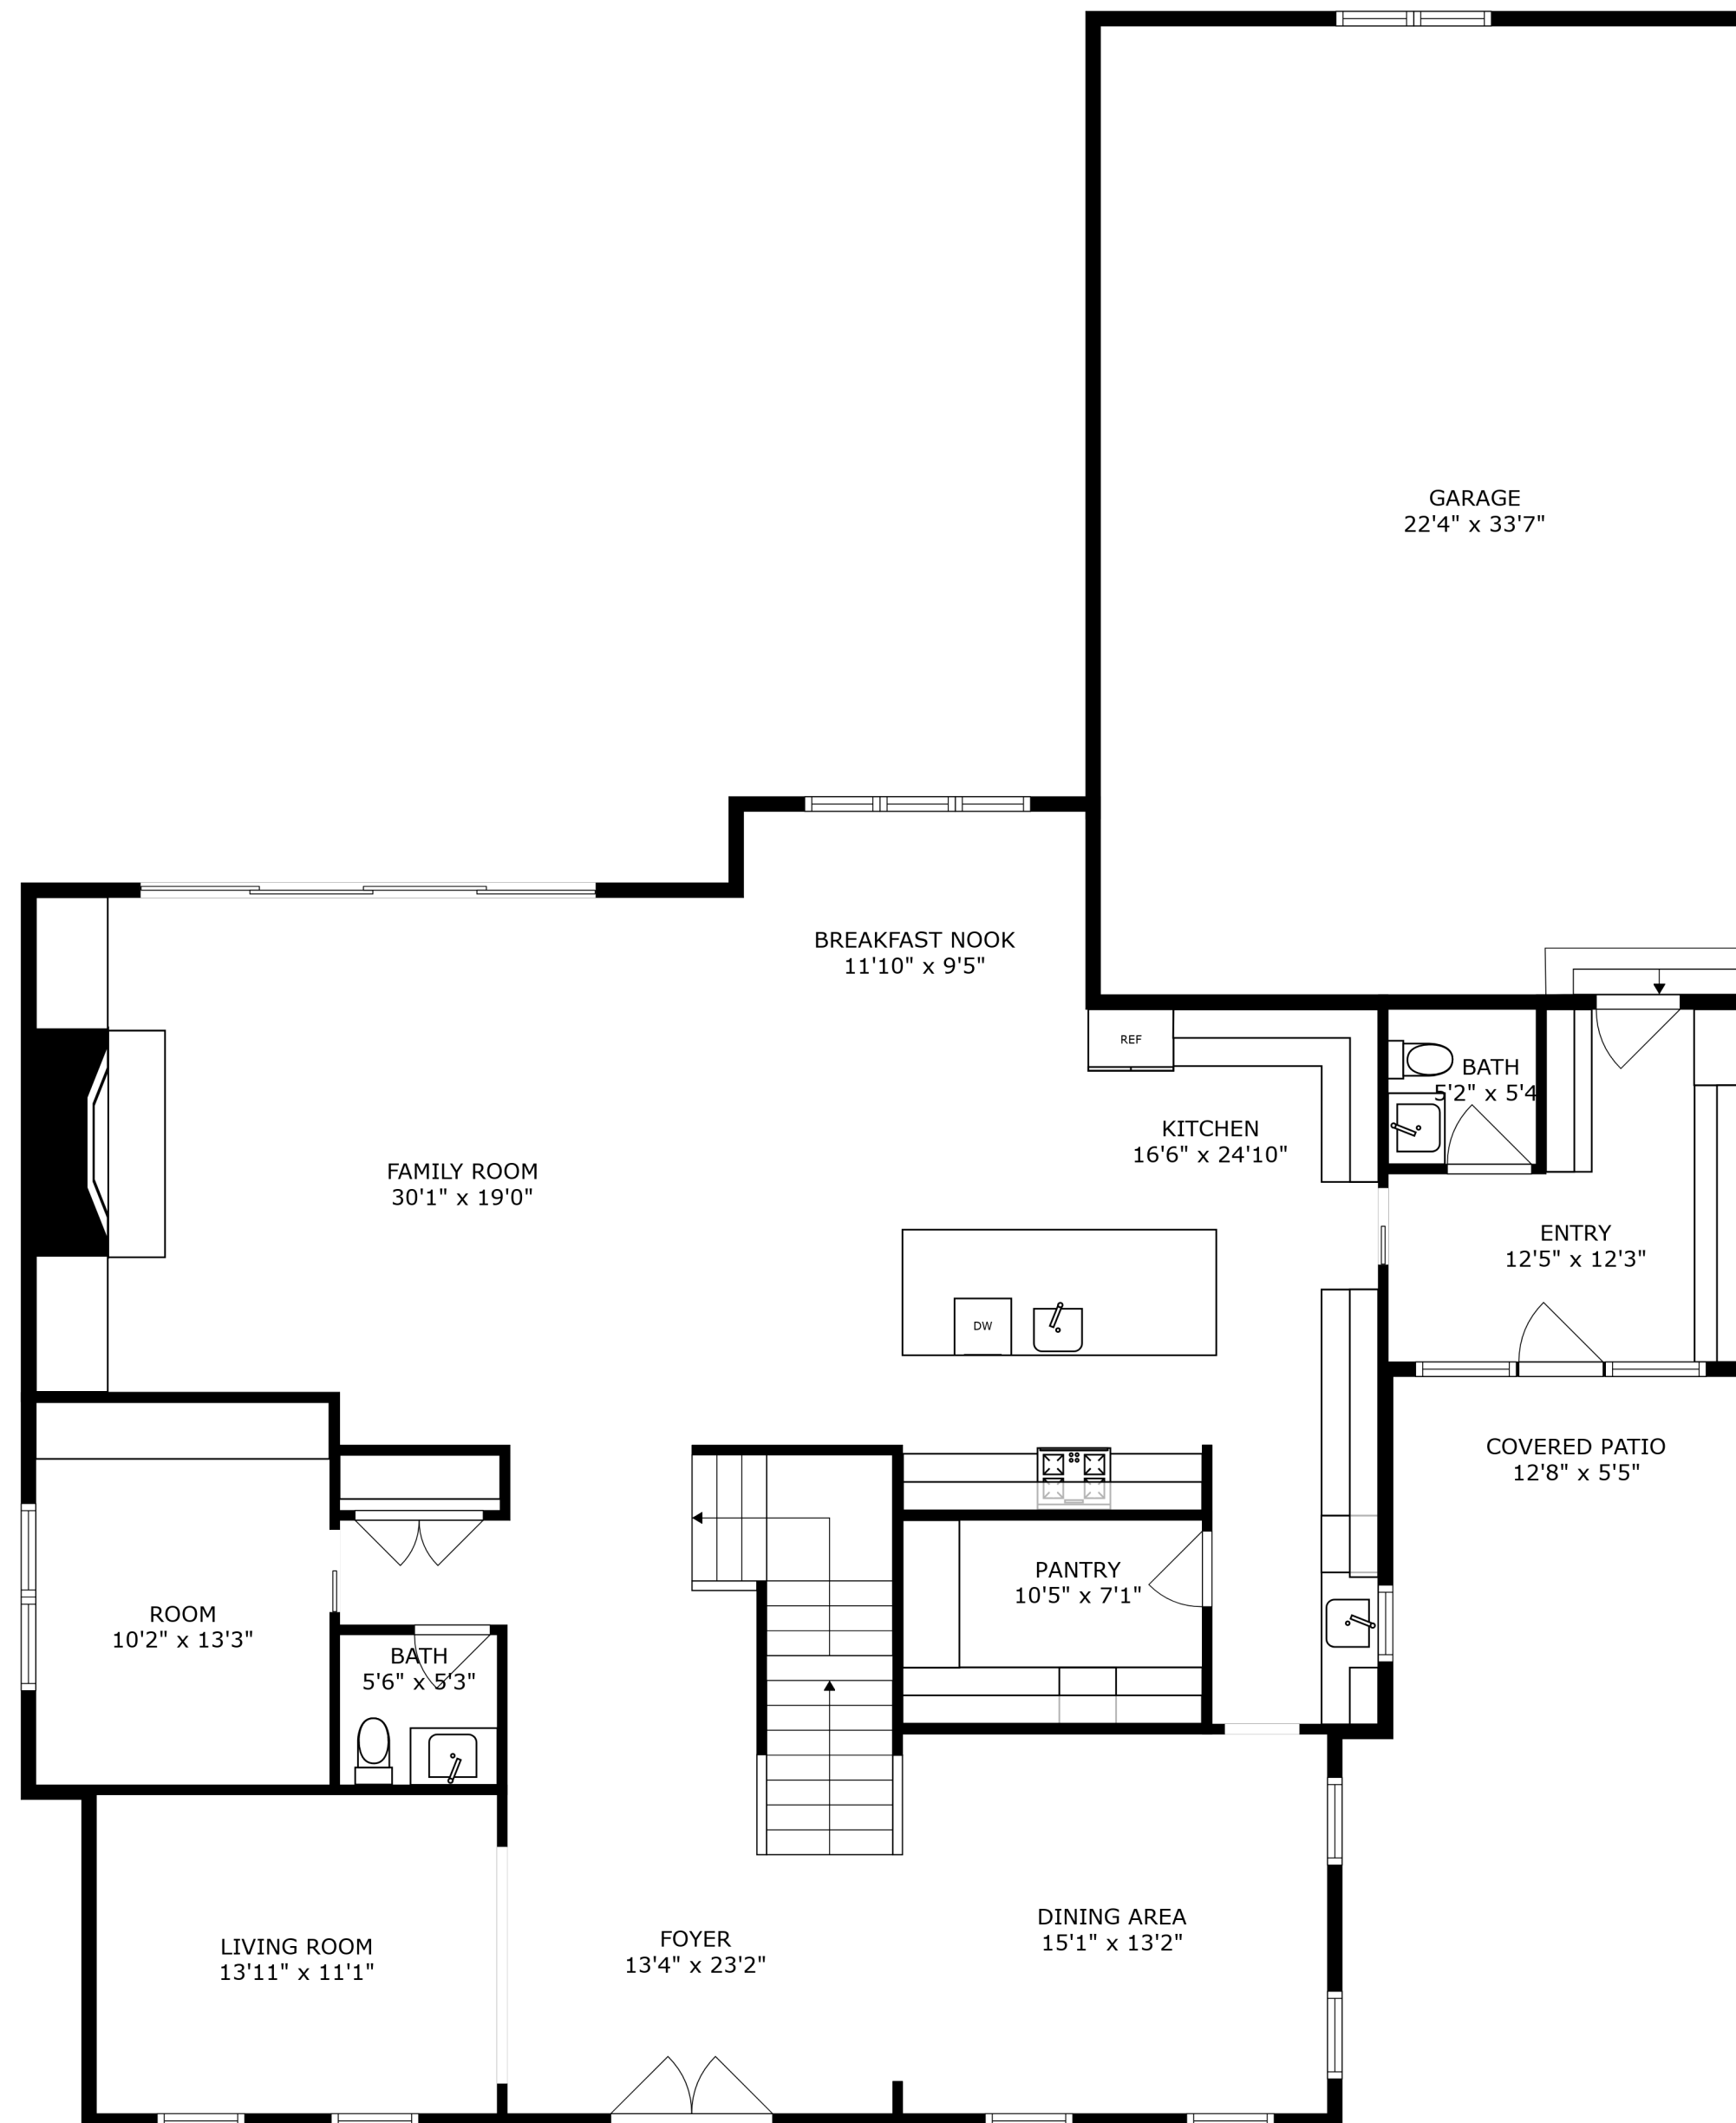 GARAGE
22'4" x 33'7"
BREAKFAST NOOK
11'10" x 9'5"
REF
BATH
5'2" x 5'4
KITCHEN
16'6" x 24'10"
FAMILY ROOM
30'1" x 19'0"
ENTRY
12'5" x 12'3"
DW
COVERED PATIO
12'8" x 5'5"
PANTRY
10'5" x 7'1"
ROOM
10'2" x 13'3"
BATH
5'6" x 5'3"
DINING AREA
15'1" x 13'2"
FOYER
13'4" x 23'2"
LIVING ROOM
13'11" x 11'1"